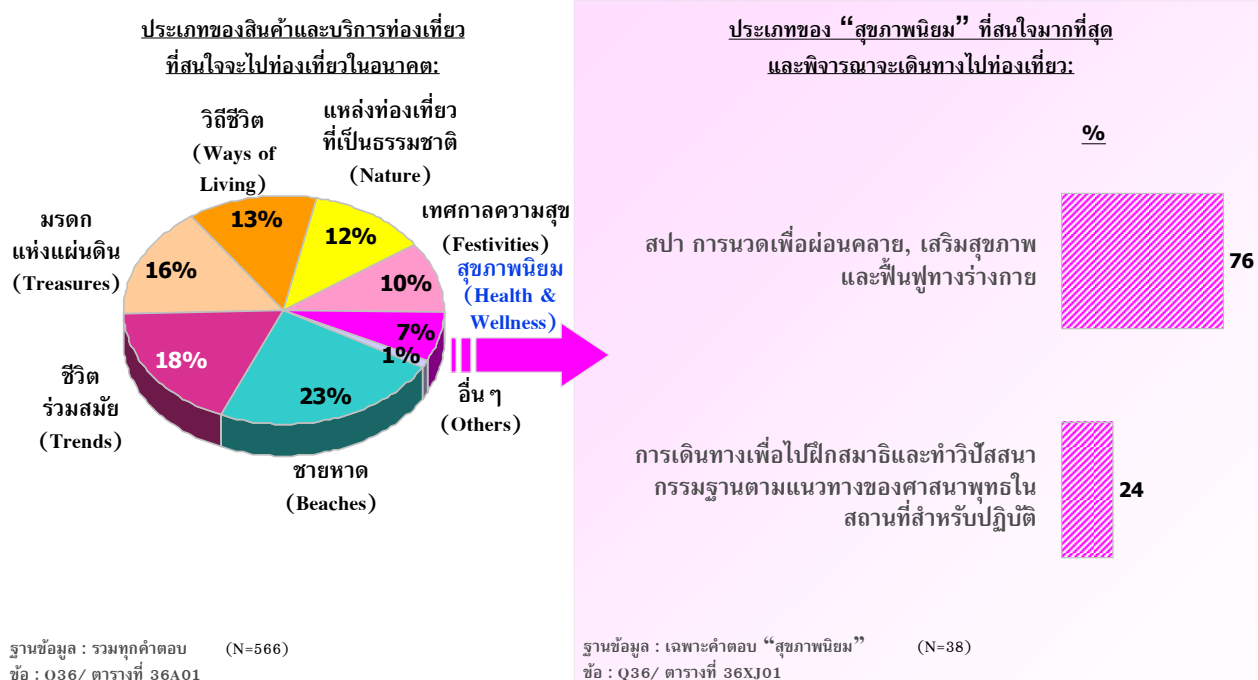 ประเภทของสินค้าและบริการท่องเที่ยว
ที่สนใจจะไปท่องเที่ยวในอนาคต:
วิถีชีวิต
(Ways of
Living)
แหล่งท่องเที่ยว
ที่เป็นธรรมชาติ
(Nature)
มรดก
แห่งแผ่นดิน
(Treasures)
เทศกาลความสุข
(Festivities)
สุขภาพนิยม
(Health &
Wellness)
13%
12%
16%
10%
7%
1%
18%
23%
ชีวิต
ร่วมสมัย
(Trends)
อื่นๆ
(Others)
ชายหาด
(Beaches)
ฐานข้อมูล : รวมทุกคำตอบ (N=566)
ข้อ : Q36/ ตารางที่ 36A01
ประเภทของ “สุขภาพนิยม” ที่สนใจมากที่สุด
และพิจารณาจะเดินทางไปท่องเที่ยว:
%
สปา การนวดเพื่อผ่อนคลาย, เสริมสุขภาพ
และฟื้นฟูทางร่างกาย
76
การเดินทางเพื่อไปฝึกสมาธิและทำวิปัสสนา
กรรมฐานตามแนวทางของศาสนาพุทธใน
สถานที่สำหรับปฏิบัติ
24
ฐานข้อมูล : เฉพาะคำตอบ “สุขภาพนิยม” (N=38)
ข้อ : Q36/ ตารางที่ 36XJ01